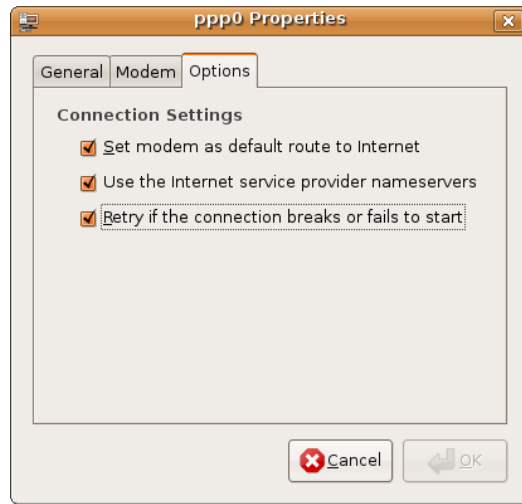 ppp0 Properties
General Modem Options
Connection Settings
Set modem as default route to Internet
Use the Internet service provider nameservers
Retry if the connection breaks or fails to start
Cancel OK